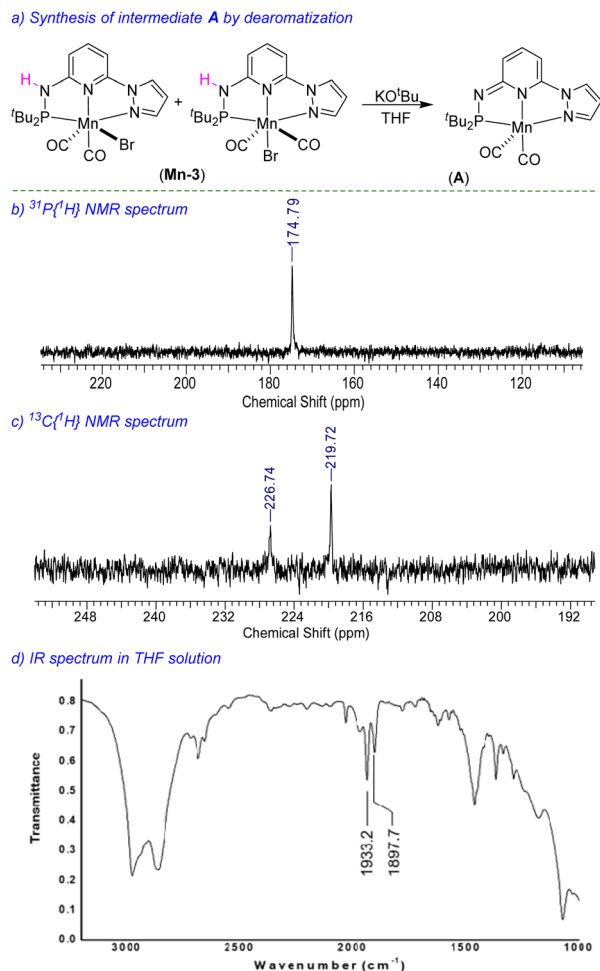 a) Synthesis of intermediate A by dearomatization
H
N
N
N
N
tBu2P
Mn
Br
OC
CO
+
H
N
N
N
N
tBu2P
Mn
OC
CO
Br
(Mn-3)
KOtBu
THF
N
N
N
N
tBu2P
Mn
OC
CO
(A)
b) 31P{1H} NMR spectrum
174.79
220 200 180 160 140 120
Chemical Shift (ppm)
c) 13C{1H} NMR spectrum
226.74
219.72
248 240 232 224 216 208 200 192
Chemical Shift (ppm)
d) IR spectrum in THF solution
Transmittance
0.8
0.7
0.6
0.5
0.4
0.3
0.2
0.1
0.0
1933.2
1897.7
3000 2500 2000 1500 1000
Wavenumber (cm-1)